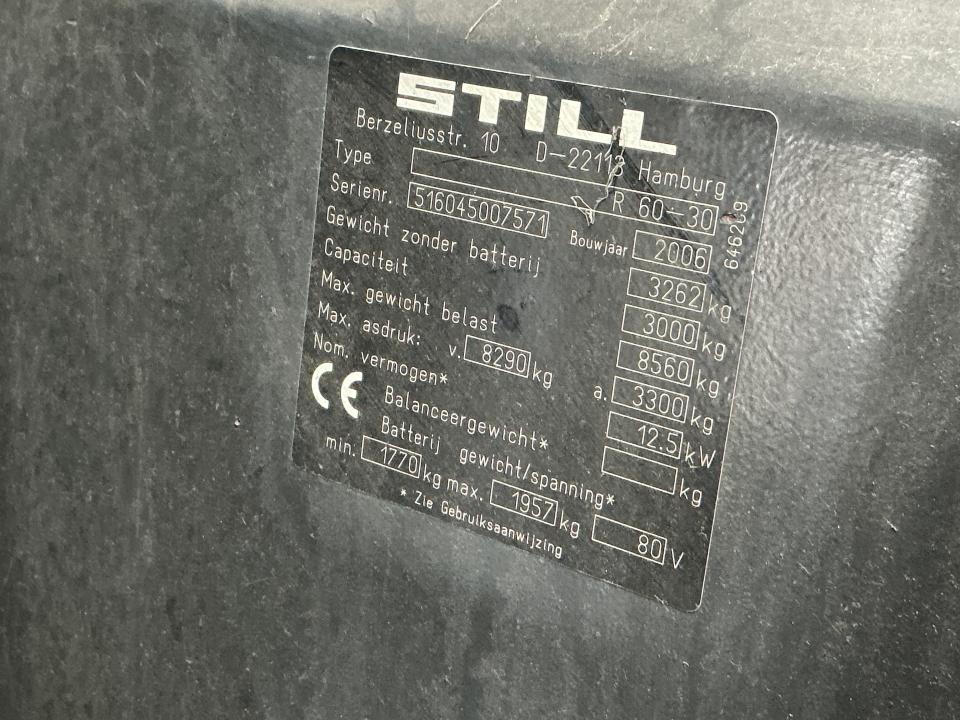 STILL
Berzeliusstr. 10 D-22113 Hamburg
Type R 60-30
Serienr. 516045007571 Bouwjaar 2006
Gewicht zonder batterij 3262 kg
Capaciteit 3000 kg
Max. gewicht belast 8560 kg
Max. asdruk: v. 8290 kg a. 3300 kg
Nom. vermogen* 12.5 kW
CE Balanceergewicht* kg
Batterij gewicht/spanning*
min. 1770 kg max. 1957 kg 80 V
* Zie Gebruiksaanwijzing